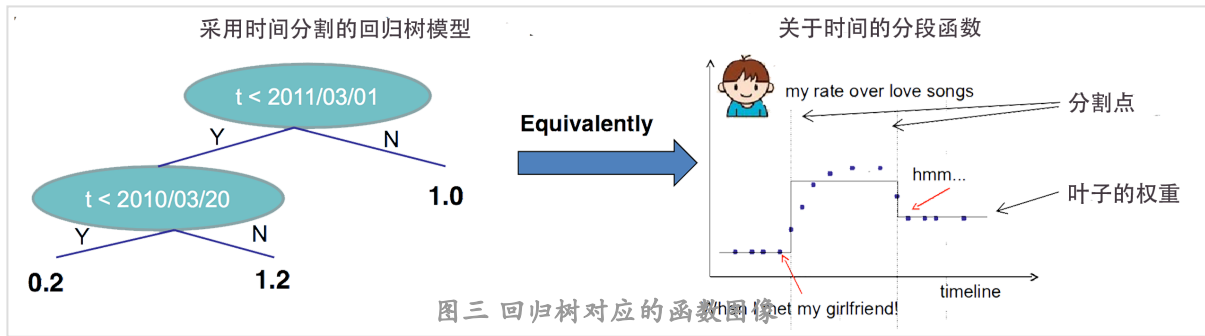 采用时间分割的回归树模型
关于时间的分段函数
t < 2011/03/01
Y
N
t < 2010/03/20
1.0
Y
N
0.2
1.2
Equivalently
my rate over love songs
分割点
hmm...
叶子的权重
timeline
When I met my girlfriend!
图三 回归树对应的函数图像